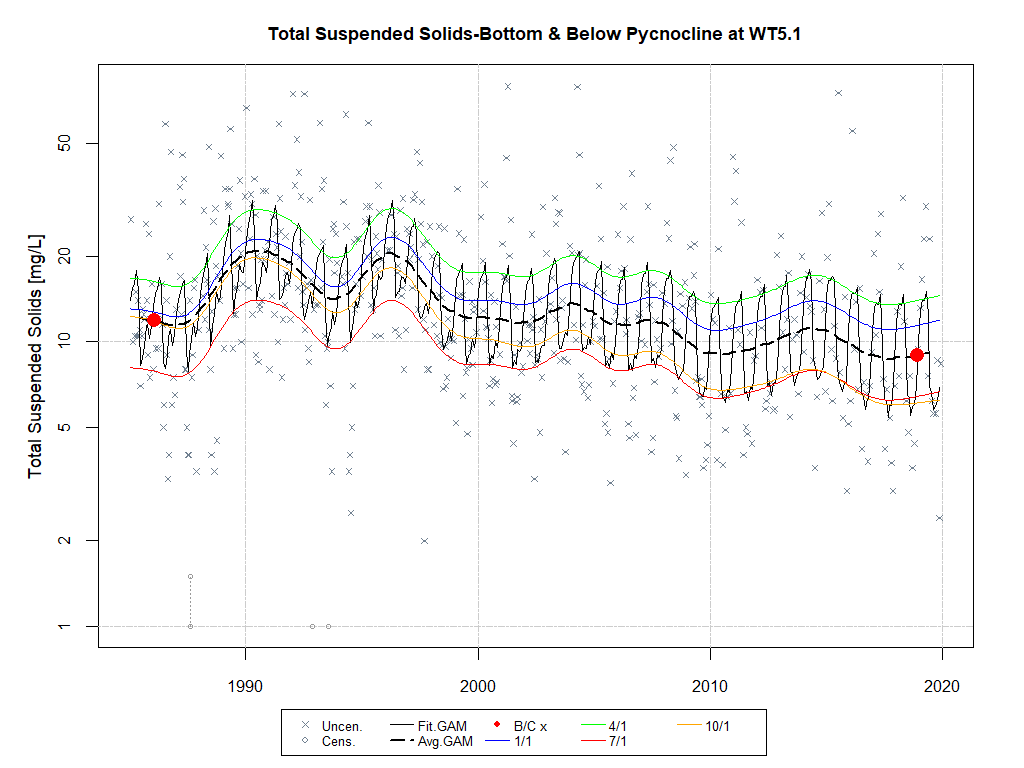 Total Suspended Solids-Bottom & Below Pycnocline at WT5.1
Total Suspended Solids [mg/L]
50
20
10
5
2
1
1990 2000 2010 2020
Uncen. Fit.GAM B/C x 4/1 10/1
Cens. Avg.GAM 1/1 7/1